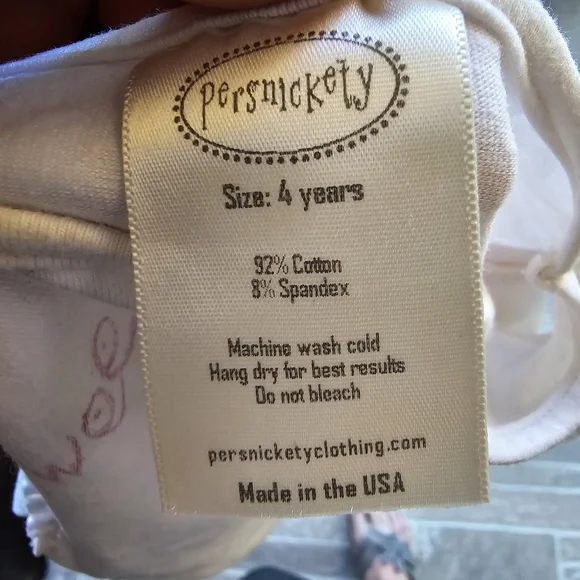 persnickety
Size: 4 years
92% Cotton
8% Spandex
Machine wash cold
Hang dry for best results
Do not bleach
persnicketyclothing.com
Made in the USA